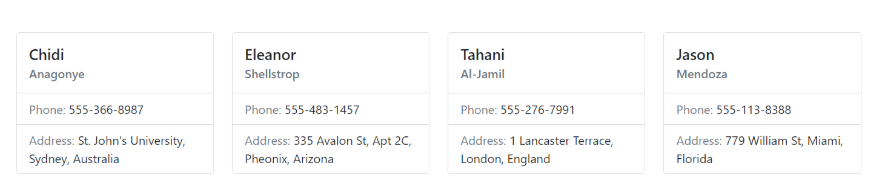 Chidi
Anagonye
Phone: 555-366-8987
Address: St. John's University,
Sydney, Australia
Eleanor
Shellstrop
Phone: 555-483-1457
Address: 335 Avalon St, Apt 2C,
Pheonix, Arizona
Tahani
Al-Jamil
Phone: 555-276-7991
Address: 1 Lancaster Terrace,
London, England
Jason
Mendoza
Phone: 555-113-8388
Address: 779 William St, Miami,
Florida